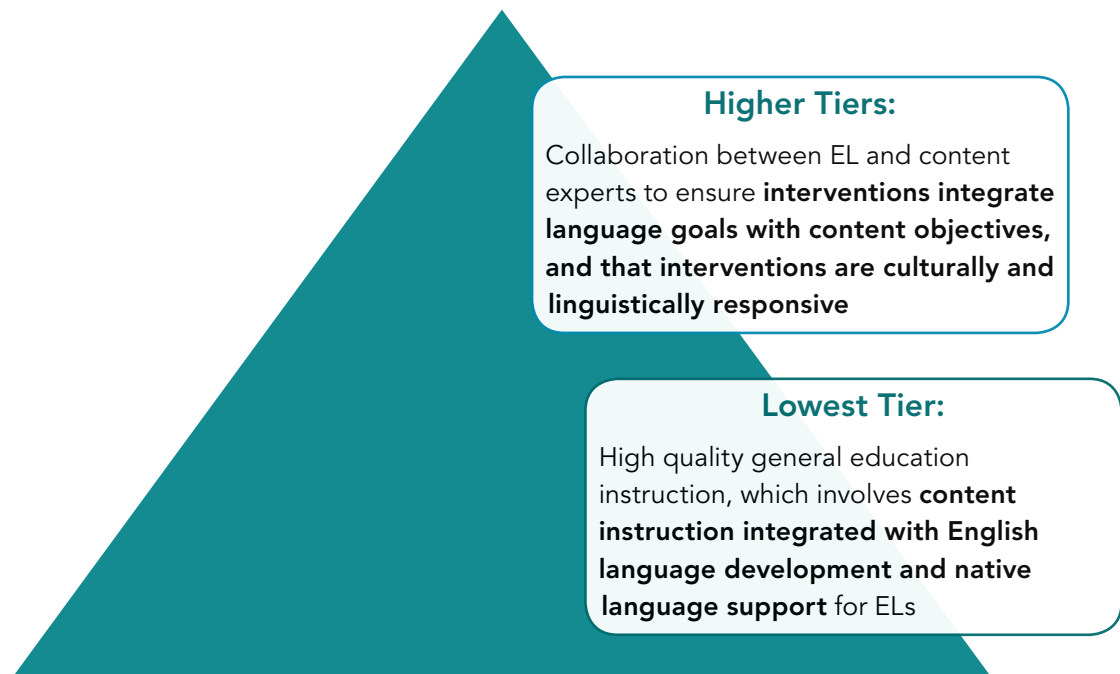 Higher Tiers:
Collaboration between EL and content
experts to ensure interventions integrate
language goals with content objectives,
and that interventions are culturally and
linguistically responsive
Lowest Tier:
High quality general education
instruction, which involves content
instruction integrated with English
language development and native
language support for ELs